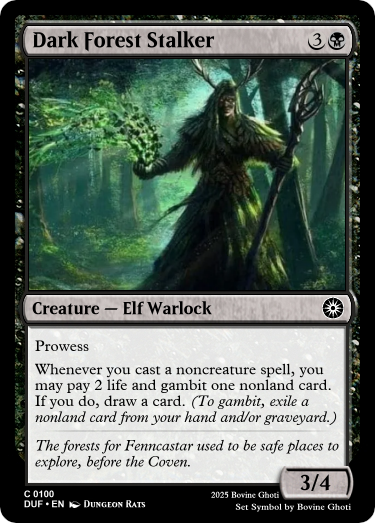 Dark Forest Stalker 3
Creature — Elf Warlock
Prowess
Whenever you cast a noncreature spell, you
may pay 2 life and gambit one nonland card.
If you do, draw a card. (To gambit, exile a
nonland card from your hand and/or graveyard.)
The forests for Fenncastar used to be safe places to
explore, before the Coven.
3/4
C 0100
DUF • EN Dungeon Rats
2025 Bovine Ghoti
Set Symbol by Bovine Ghoti